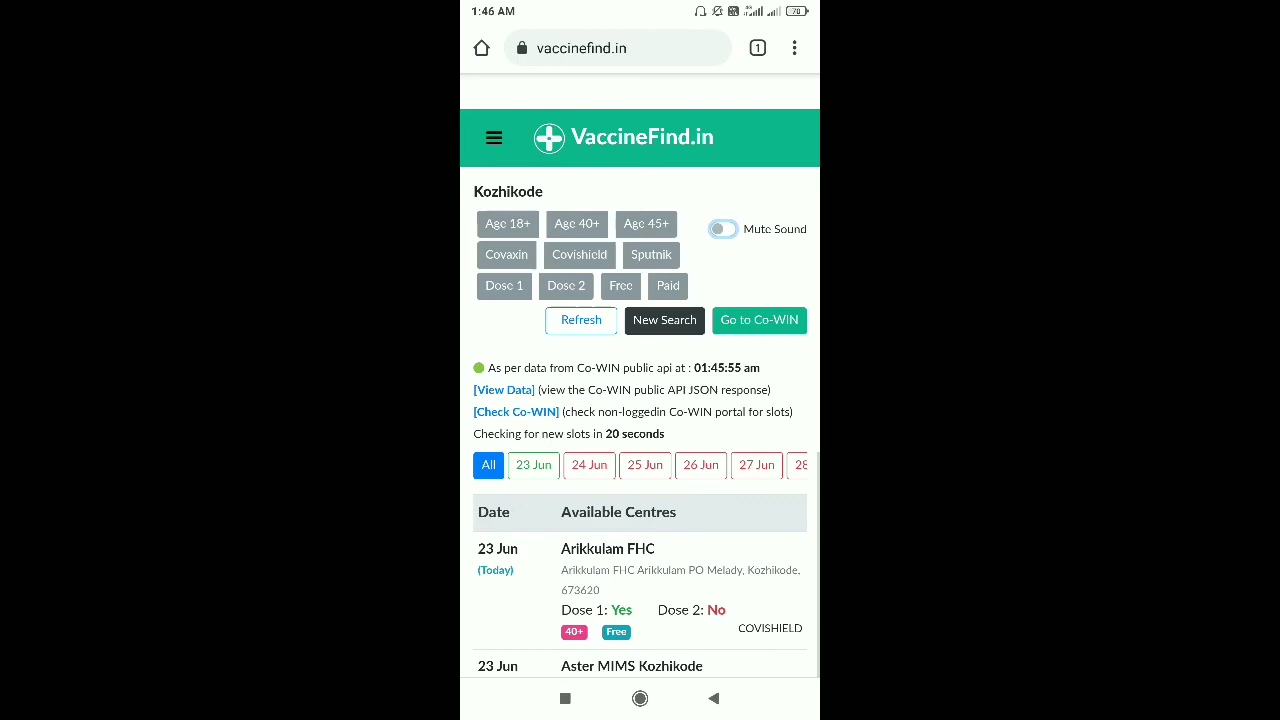 1:46 AM
70
vaccinefind.in
1
VaccineFind.in
Kozhikode
Age 18+ Age 40+ Age 45+ Mute Sound
Covaxin Covishield Sputnik
Dose 1 Dose 2 Free Paid
Refresh New Search Go to Co-WIN
As per data from Co-WIN public api at : 01:45:55 am
[View Data] (view the Co-WIN public API JSON response)
[Check Co-WIN] (check non-loggedin Co-WIN portal for slots)
Checking for new slots in 20 seconds
All 23 Jun 24 Jun 25 Jun 26 Jun 27 Jun 28
Date Available Centres
23 Jun Arikkulam FHC
(Today) Arikkulam FHC Arikkulam PO Melady, Kozhikode,
673620
Dose 1: Yes Dose 2: No
40+ Free COVISHIELD
23 Jun Aster MIMS Kozhikode